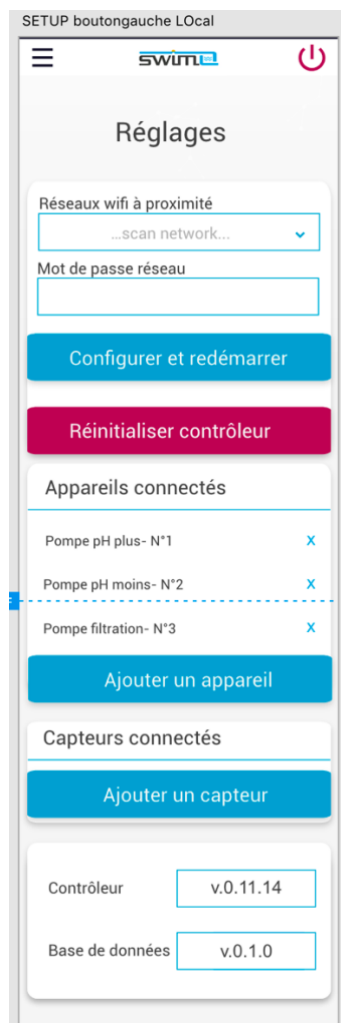 SETUP boutongauche LOcal
swim
Réglages
Réseaux wifi à proximité
...scan network...
Mot de passe réseau
Configurer et redémarrer
Réinitialiser contrôleur
Appareils connectés
Pompe pH plus- N°1 x
Pompe pH moins- N°2 x
Pompe filtration- N°3 x
Ajouter un appareil
Capteurs connectés
Ajouter un capteur
Contrôleur v.0.11.14
Base de données v.0.1.0